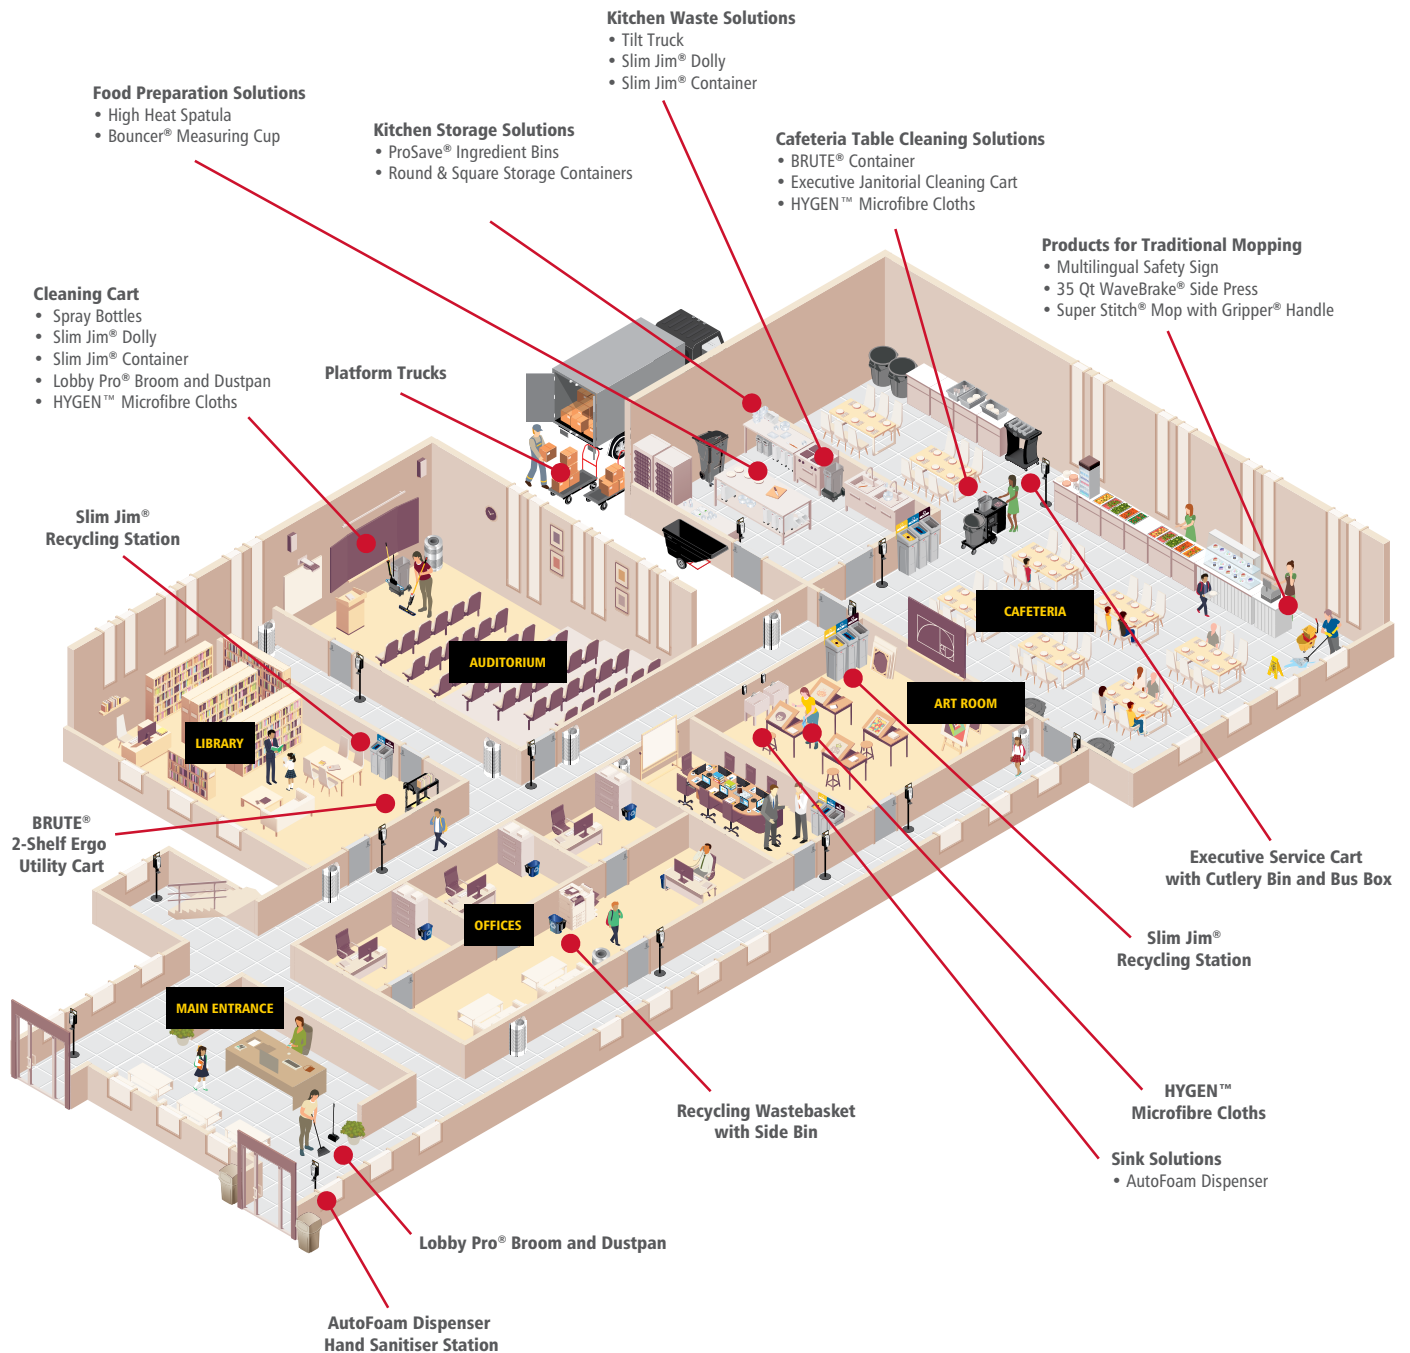 Kitchen Waste Solutions
• Tilt Truck
• Slim Jim® Dolly
• Slim Jim® Container
Food Preparation Solutions
• High Heat Spatula
• Bouncer® Measuring Cup
Kitchen Storage Solutions
• ProSave® Ingredient Bins
• Round & Square Storage Containers
Cafeteria Table Cleaning Solutions
• BRUTE® Container
• Executive Janitorial Cleaning Cart
• HYGEN™ Microfibre Cloths
Products for Traditional Mopping
• Multilingual Safety Sign
• 35 Qt WaveBrake® Side Press
• Super Stitch® Mop with Gripper® Handle
Cleaning Cart
• Spray Bottles
• Slim Jim® Dolly
• Slim Jim® Container
• Lobby Pro® Broom and Dustpan
• HYGEN™ Microfibre Cloths
Platform Trucks
Slim Jim®
Recycling Station
CAFETERIA
AUDITORIUM
ART ROOM
LIBRARY
BRUTE®
2-Shelf Ergo
Utility Cart
Executive Service Cart
with Cutlery Bin and Bus Box
OFFICES
Slim Jim®
Recycling Station
MAIN ENTRANCE
HYGEN™
Microfibre Cloths
Recycling Wastebasket
with Side Bin
Sink Solutions
• AutoFoam Dispenser
Lobby Pro® Broom and Dustpan
AutoFoam Dispenser
Hand Sanitiser Station